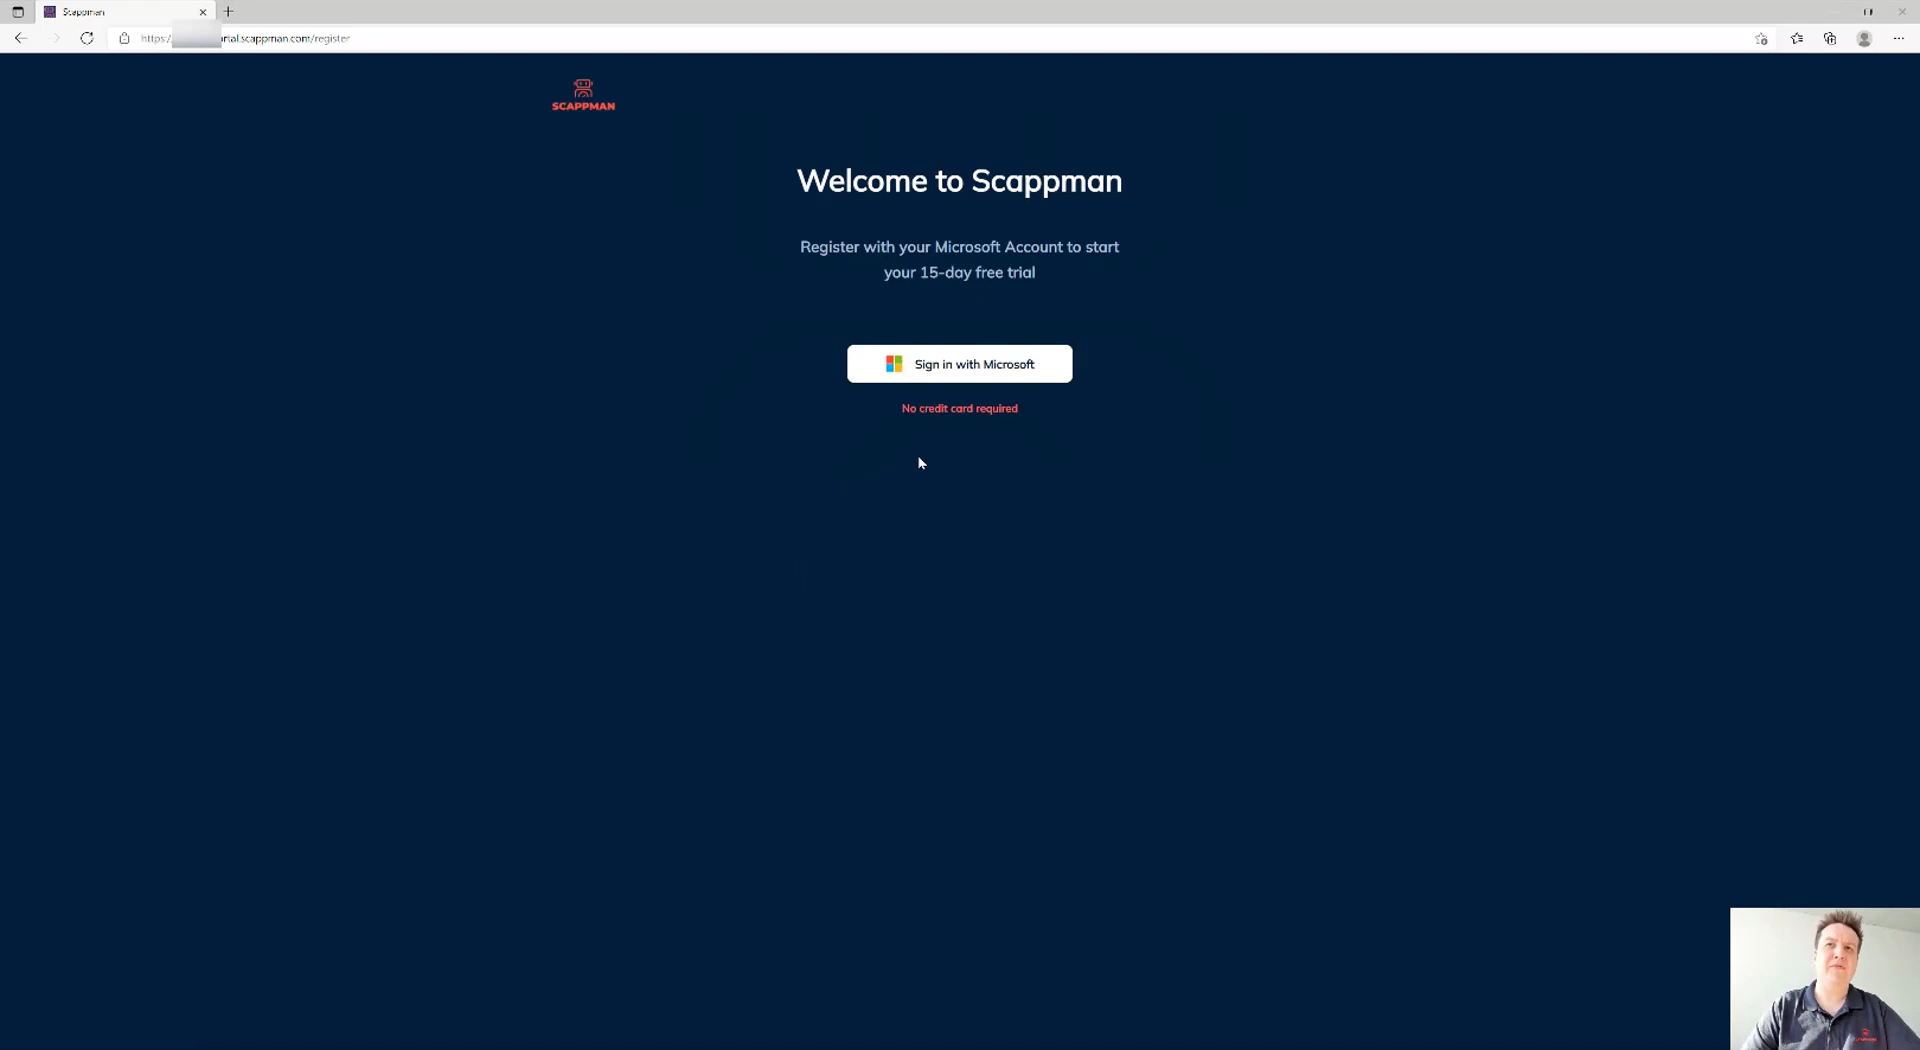 Scappman
https:/
rtal.scappman.com/register
SCAPPMAN
Welcome to Scappman
Register with your Microsoft Account to start
your 15-day free trial
Sign in with Microsoft
No credit card required